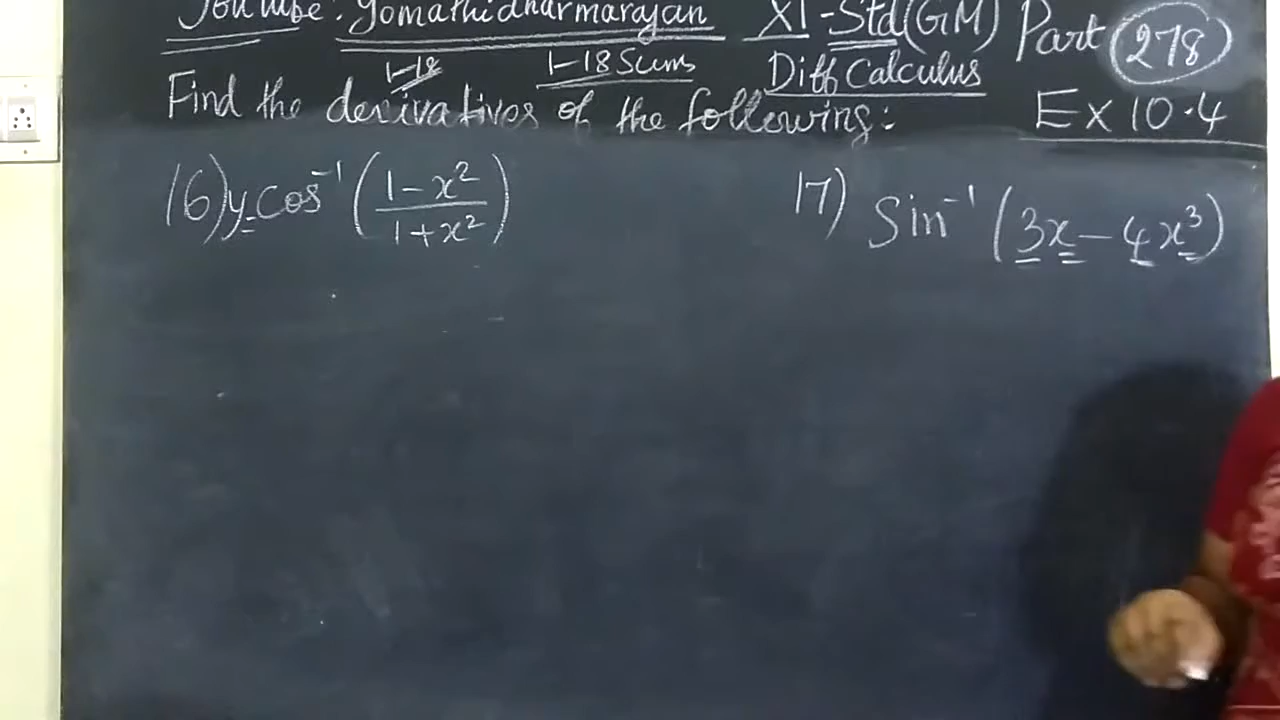 YouTube: Gomathidharmarajan XI-Std(GM) Part 278
1-18 1-18 Sums Diff Calculus
Find the derivatives of the following: Ex 10.4
16) y= cos⁻¹ ((1-x²)/(1+x²)) 17) Sin⁻¹ (3x-4x³)